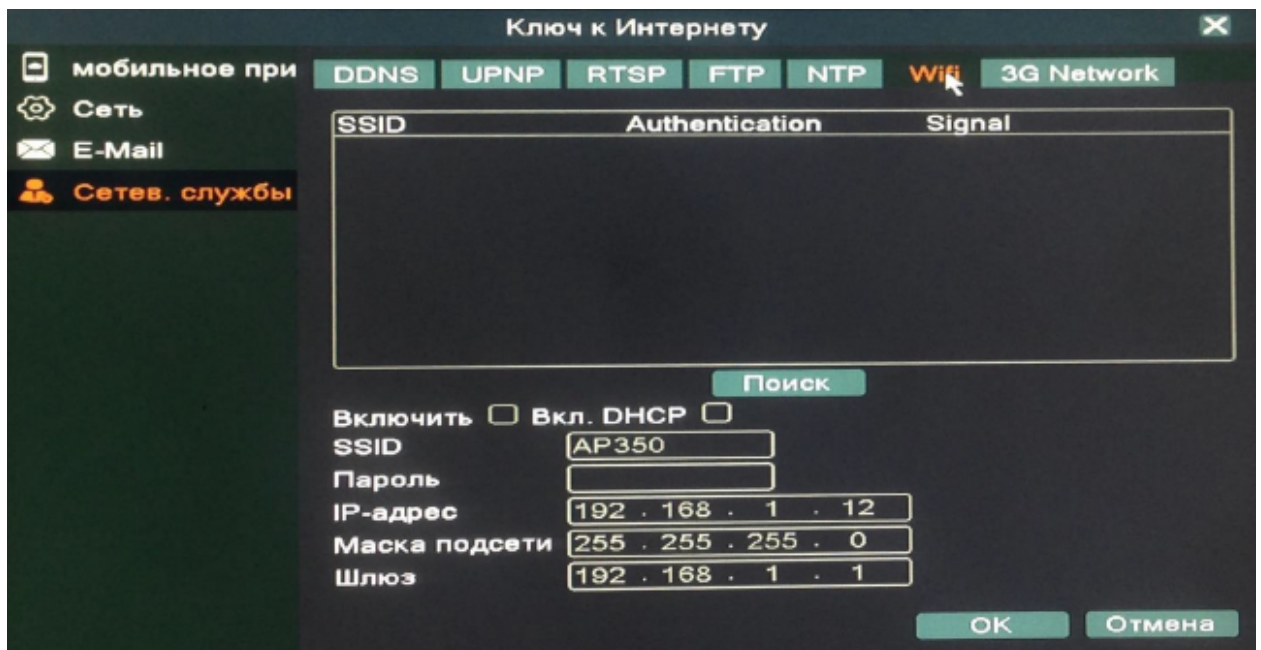 Ключ к Интернету
мобильное при
Сеть
E-Mail
Сетев. службы
DDNS UPNP RTSP FTP NTP Wifi 3G Network
SSID Authentication Signal
Поиск
Включить Вкл. DHCP
SSID AP350
Пароль
IP-адрес 192 . 168 . 1 . 12
Маска подсети 255 . 255 . 255 . 0
Шлюз 192 . 168 . 1 . 1
OK Отмена